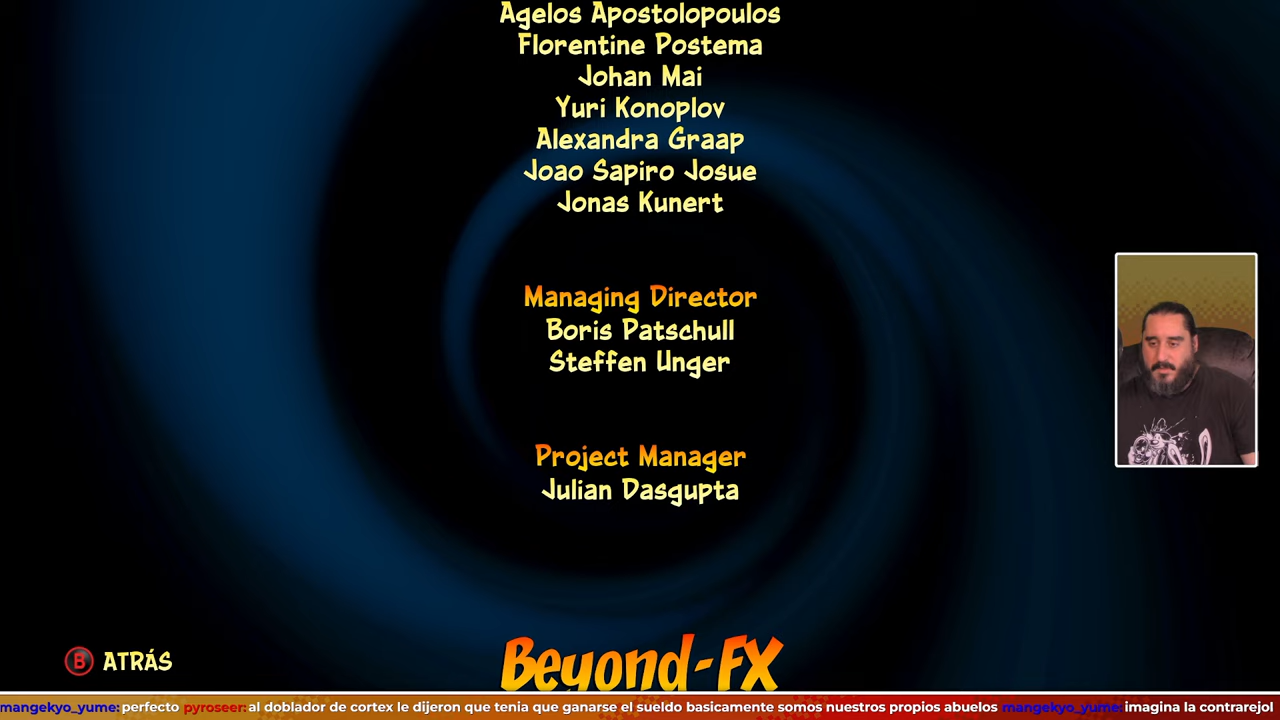 Agelos Apostolopoulos
Florentine Postema
Johan Mai
Yuri Konoplov
Alexandra Graap
Joao Sapiro Josue
Jonas Kunert
Managing Director
Boris Patschull
Steffen Unger
Project Manager
Julian Dasgupta
Beyond-FX
B ATRÁS
mangekyo_yume: perfecto pyroseer: al doblador de cortex le dijeron que tenia que ganarse el sueldo basicamente somos nuestros propios abuelos mangekyo_yume: imagina la contrarejol